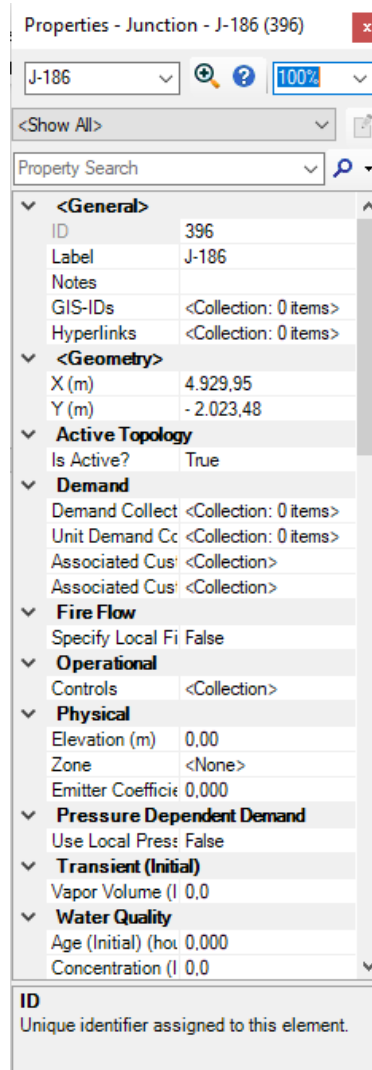 Properties - Junction - J-186 (396)
x
J-186
100%
<Show All>
Property Search
<General>
ID 396
Label J-186
Notes
GIS-IDs <Collection: 0 items>
Hyperlinks <Collection: 0 items>
<Geometry>
X (m) 4.929,95
Y (m) - 2.023,48
Active Topology
Is Active? True
Demand
Demand Collect <Collection: 0 items>
Unit Demand Cc <Collection: 0 items>
Associated Cus <Collection>
Associated Cus <Collection>
Fire Flow
Specify Local Fi False
Operational
Controls <Collection>
Physical
Elevation (m) 0,00
Zone <None>
Emitter Coefficie 0,000
Pressure Dependent Demand
Use Local Press False
Transient (Initial)
Vapor Volume (I 0,0
Water Quality
Age (Initial) (hou 0,000
Concentration (I 0,0
ID
Unique identifier assigned to this element.